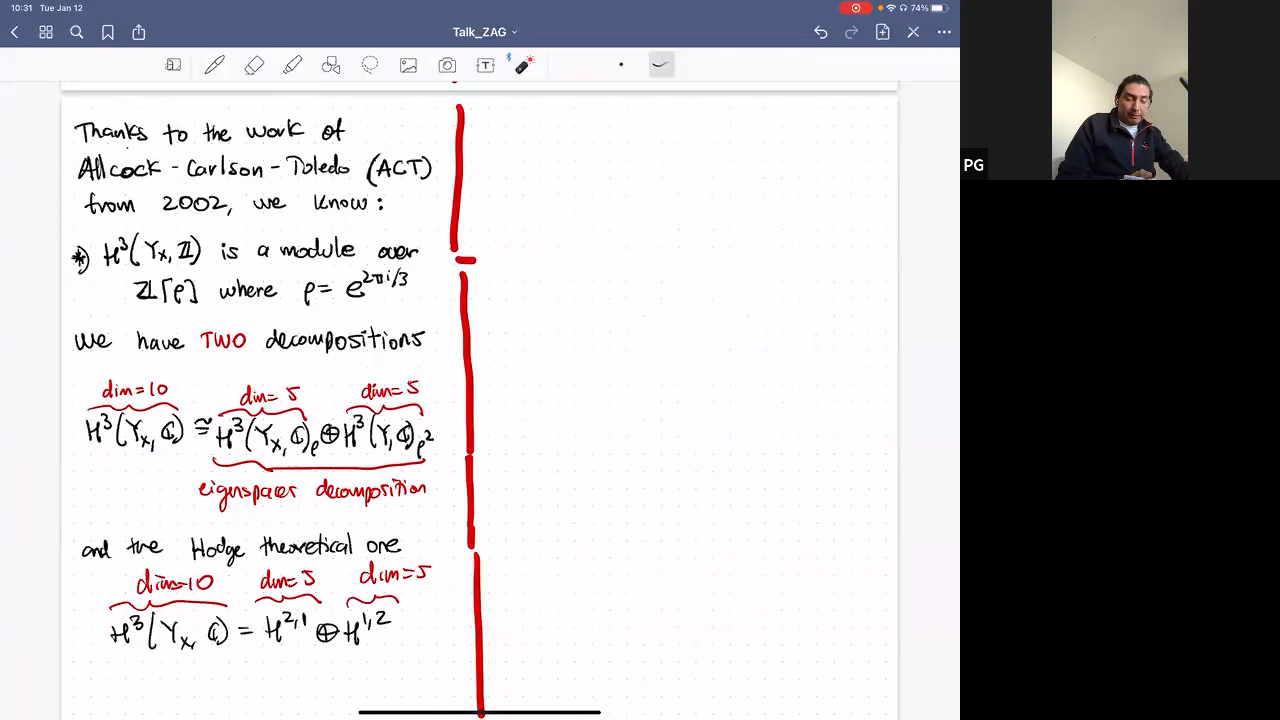 10:31 Tue Jan 12
74%
Talk_ZAG
Thanks to the work of
Allcock - Carlson - Toledo (ACT)
from 2002, we know:
*) H³(Yₓ, ℤ) is a module over
ℤ[ρ] where ρ = e^{2πi/3}
We have TWO decompositions
dim = 10 dim = 5 dim = 5
H³(Yₓ, ℂ) ≅ H³(Yₓ, ℂ)_ρ ⊕ H³(Y, ℂ)_ρ²
eigenspaces decomposition
and the Hodge theoretical one
dim=10 dim=5 dim=5
H³(Yₓ, ℂ) = H^{2,1} ⊕ H^{1,2}
PG